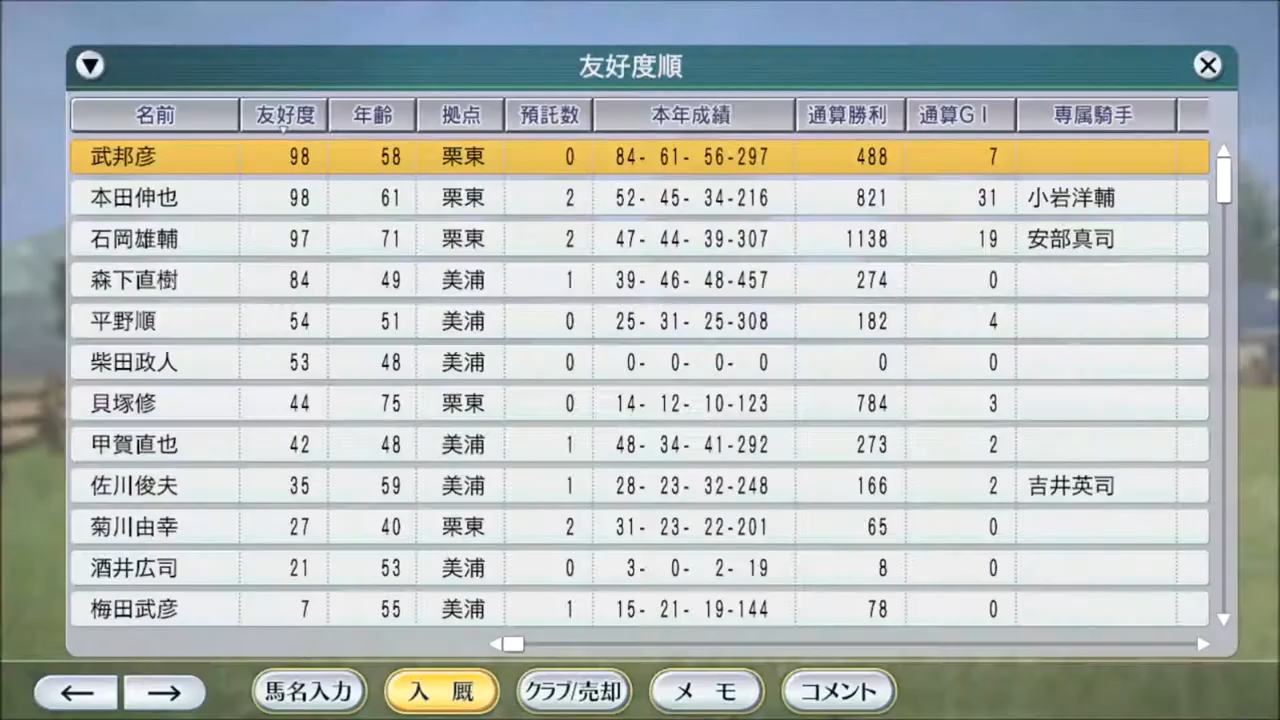 友好度順
名前 友好度 年齢 拠点 預託数 本年成績 通算勝利 通算GⅠ 専属騎手
武邦彦 98 58 栗東 0 84- 61- 56-297 488 7
本田伸也 98 61 栗東 2 52- 45- 34-216 821 31 小岩洋輔
石岡雄輔 97 71 栗東 2 47- 44- 39-307 1138 19 安部真司
森下直樹 84 49 美浦 1 39- 46- 48-457 274 0
平野順 54 51 美浦 0 25- 31- 25-308 182 4
柴田政人 53 48 美浦 0 0- 0- 0- 0 0 0
貝塚修 44 75 栗東 0 14- 12- 10-123 784 3
甲賀直也 42 48 美浦 1 48- 34- 41-292 273 2
佐川俊夫 35 59 美浦 1 28- 23- 32-248 166 2 吉井英司
菊川由幸 27 40 栗東 2 31- 23- 22-201 65 0
酒井広司 21 53 美浦 0 3- 0- 2- 19 8 0
梅田武彦 7 55 美浦 1 15- 21- 19-144 78 0
← → 馬名入力 入厩 クラブ/売却 メモ コメント